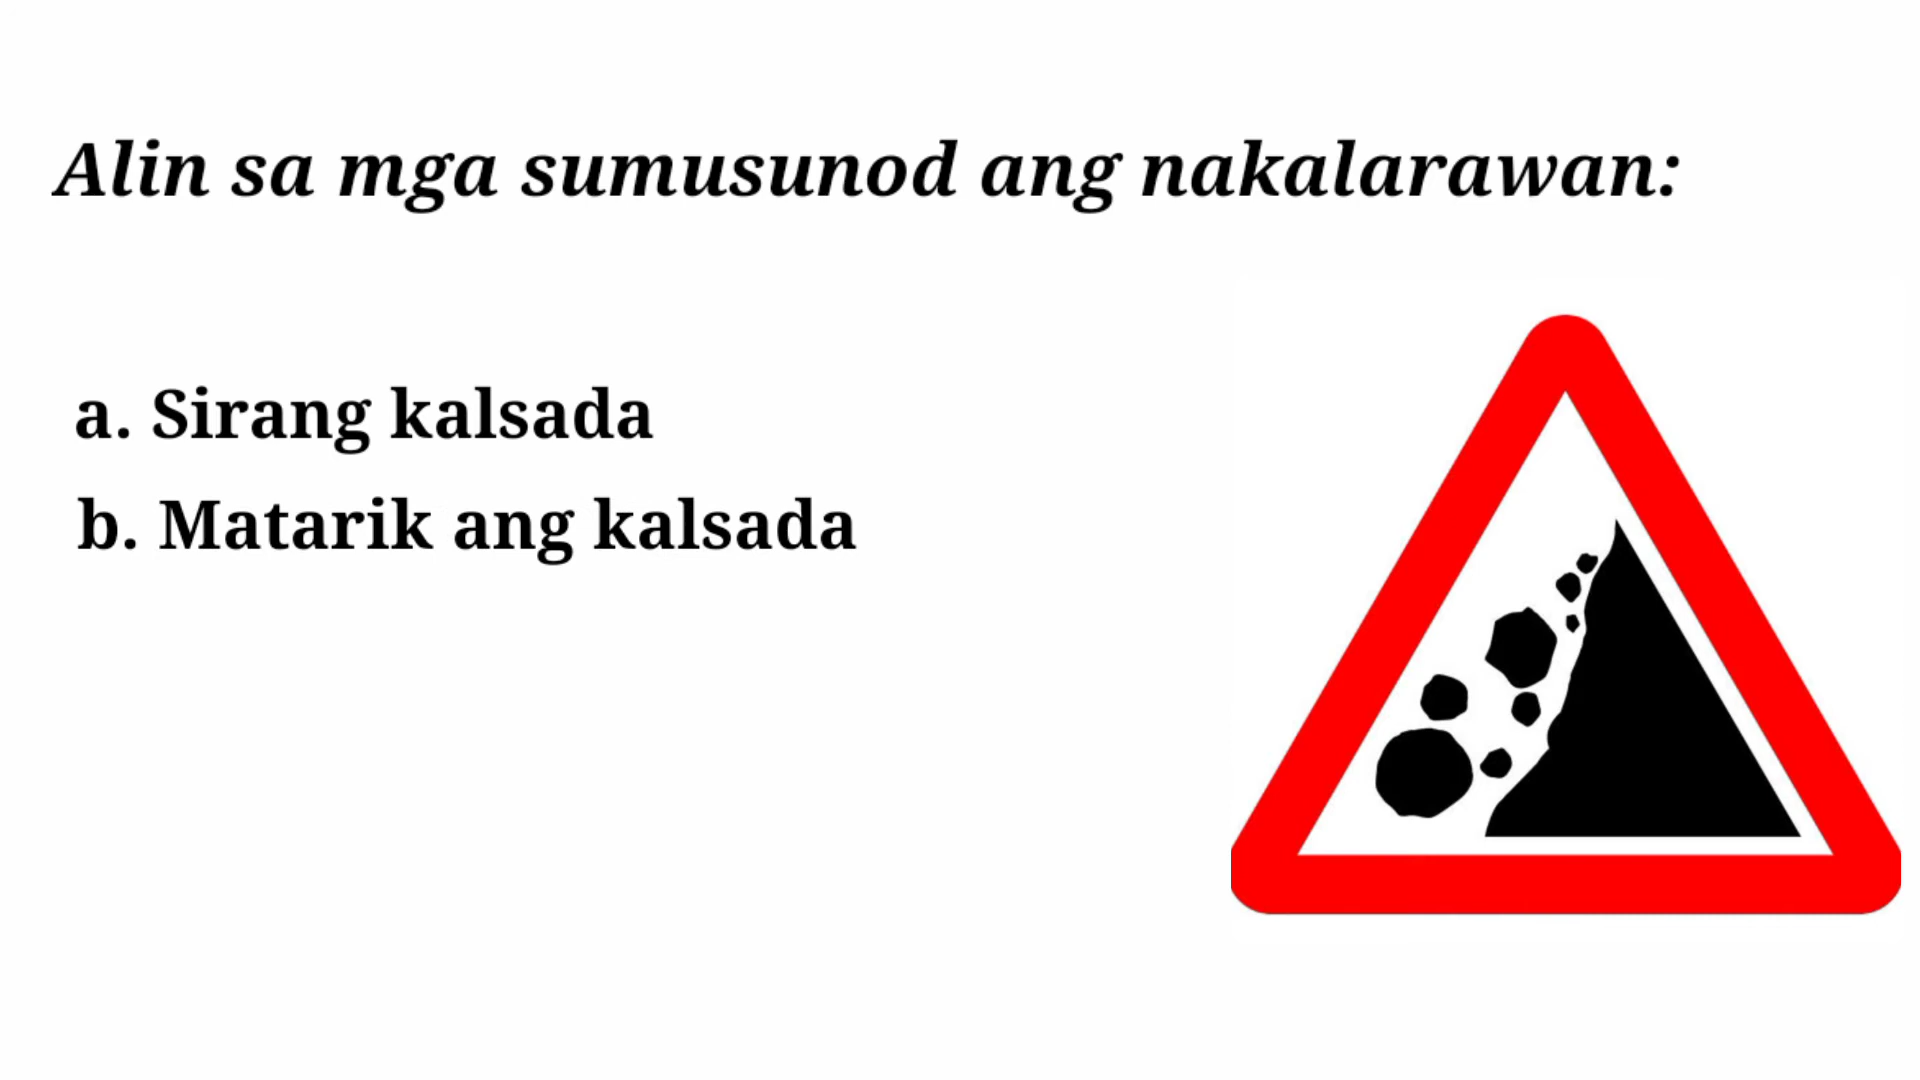 Alin sa mga sumusunod ang nakalarawan:
a. Sirang kalsada
b. Matarik ang kalsada